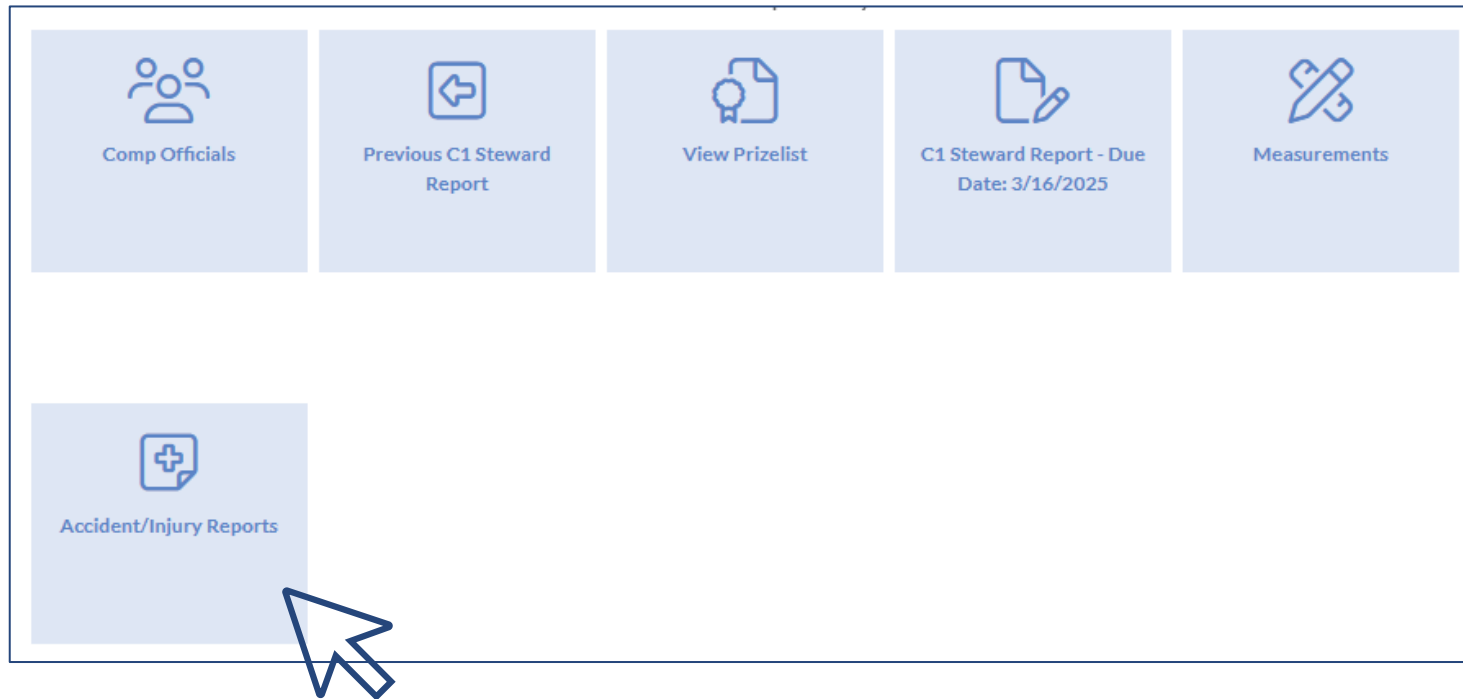 Comp Officials
Previous C1 Steward
Report
View Prizelist
C1 Steward Report - Due
Date: 3/16/2025
Measurements
Accident/Injury Reports